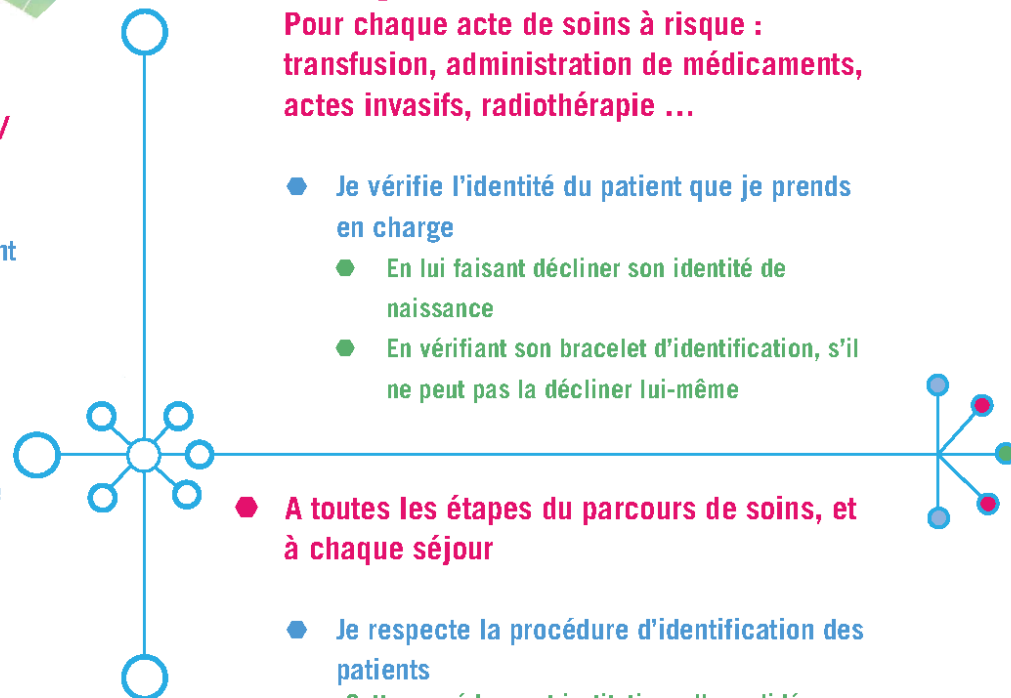 Pour chaque acte de soins à risque :
transfusion, administration de médicaments,
actes invasifs, radiothérapie ...
Je vérifie l'identité du patient que je prends
en charge
En lui faisant décliner son identité de
naissance
En vérifiant son bracelet d'identification, s'il
ne peut pas la décliner lui-même
A toutes les étapes du parcours de soins, et
à chaque séjour
Je respecte la procédure d'identification des
patients